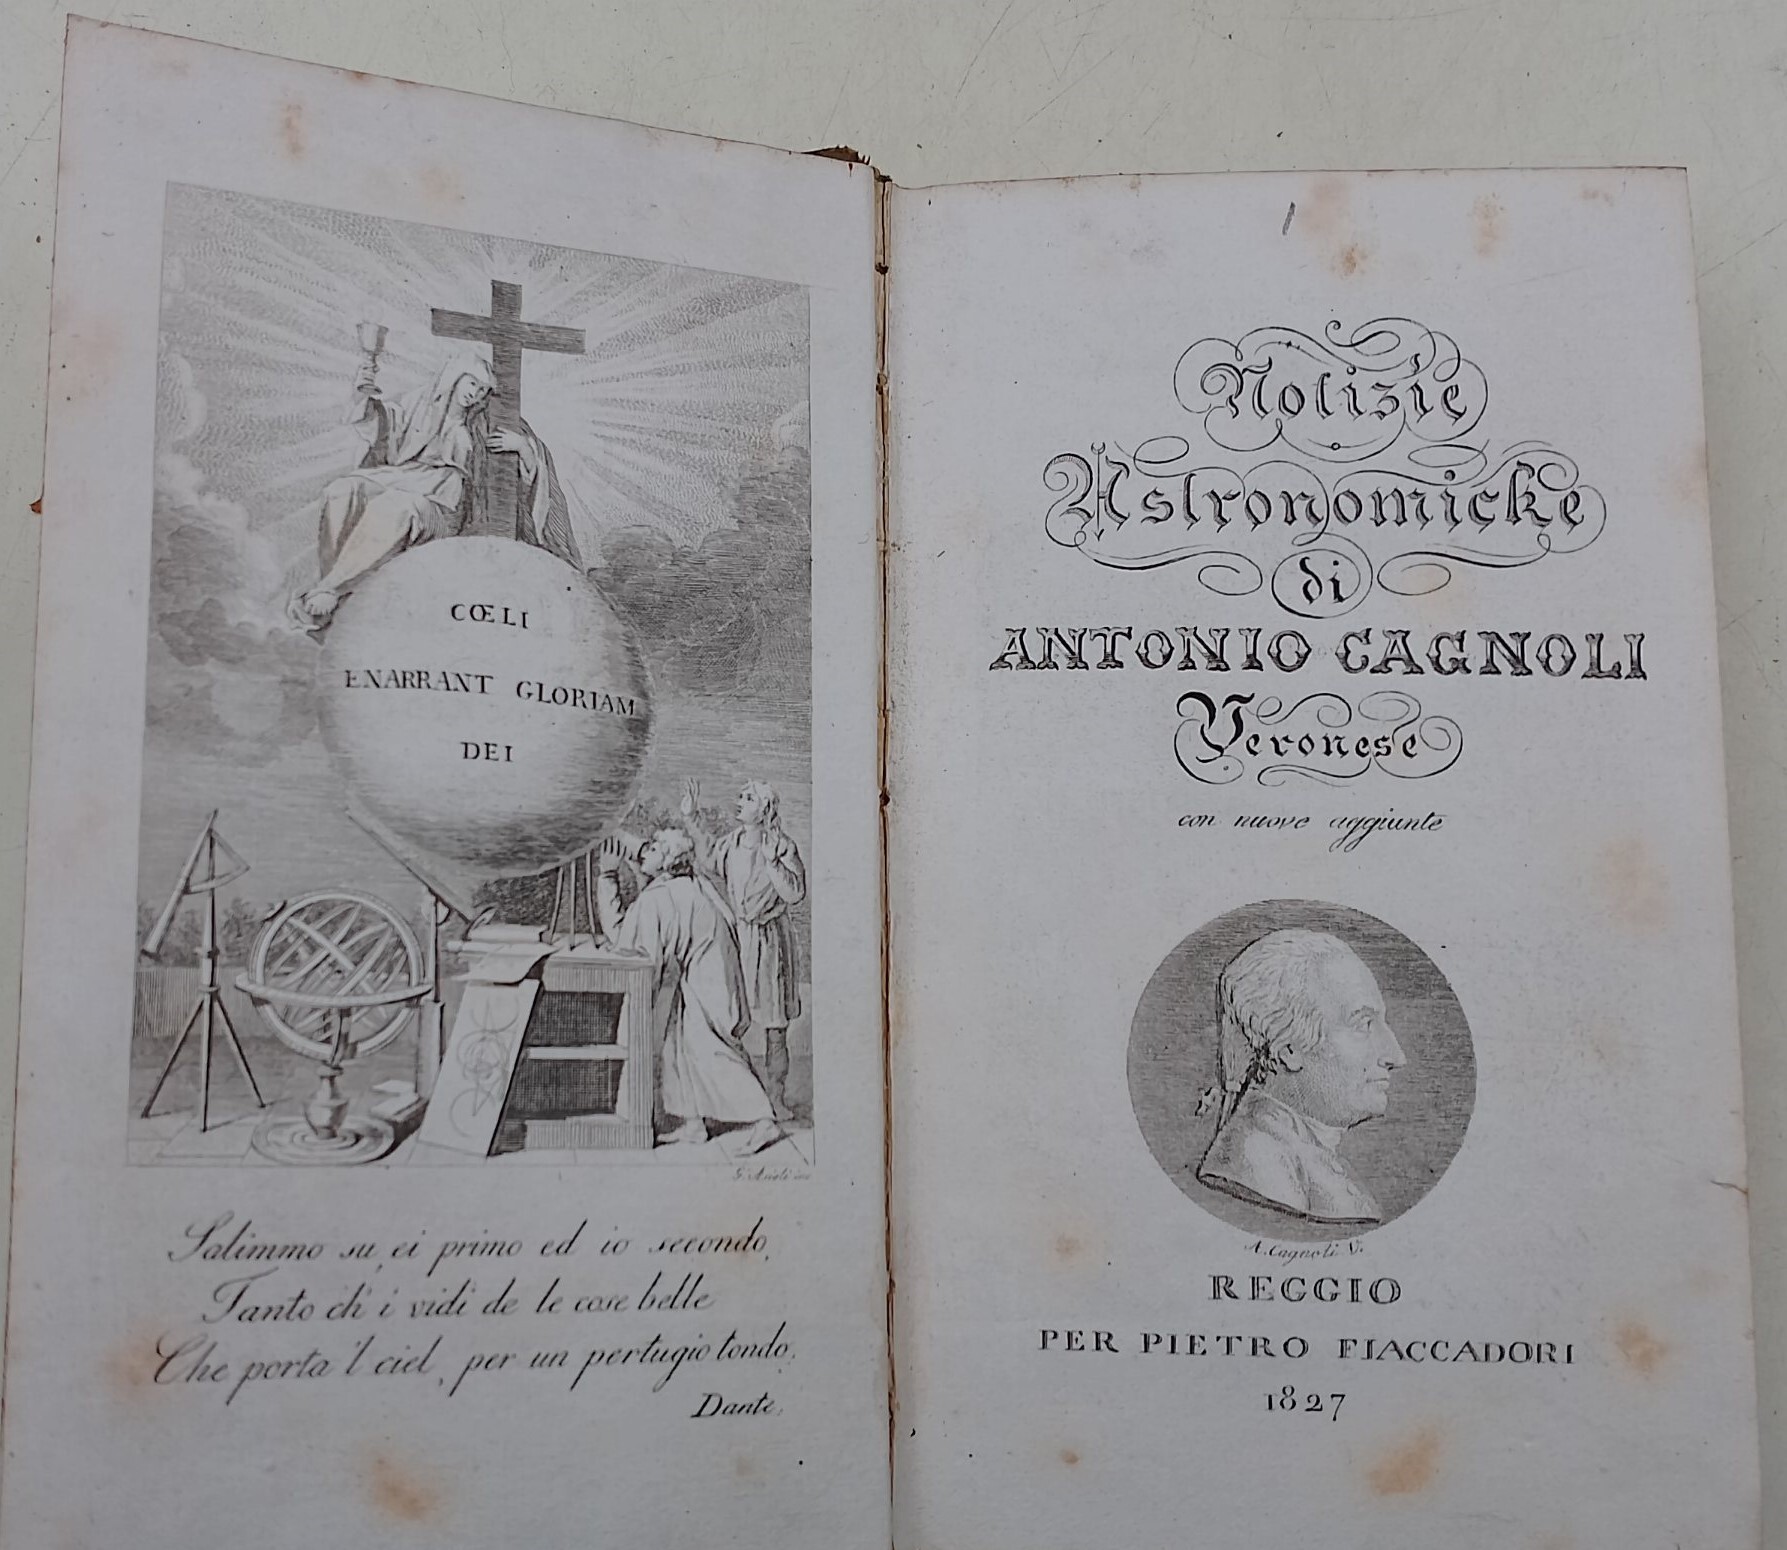 CŒLI
ENARRANT GLORIAM
DEI
Salimmo su, ei primo ed io secondo,
Tanto ch' i vidi de le cose belle
Che porta 'l ciel, per un pertugio tondo.
Dante.
Notizie
Astronomiche
di
ANTONIO CAGNOLI
Veronese
con nuove aggiunte
A. Cagnoli V.
REGGIO
PER PIETRO FIACCADORI
1827